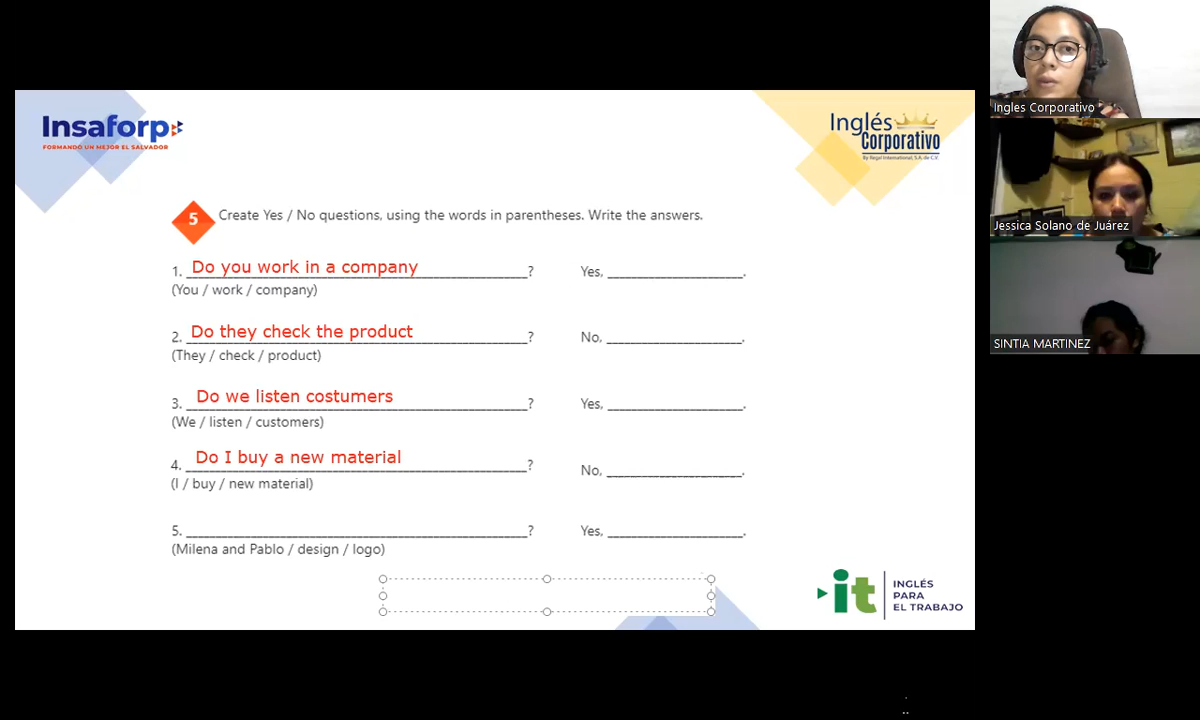 Insaforp
FORMANDO UN MEJOR EL SALVADOR
Inglés
Corporativo
By Regal International, S.A. de C.V.
5 Create Yes / No questions, using the words in parentheses. Write the answers.
1. Do you work in a company ? Yes, .
(You / work / company)
2. Do they check the product ? No, .
(They / check / product)
3. Do we listen costumers ? Yes, .
(We / listen / customers)
4. Do I buy a new material ? No, .
(I / buy / new material)
5. ? Yes, .
(Milena and Pablo / design / logo)
it
INGLÉS
PARA
EL TRABAJO
Ingles Corporativo
Jessica Solano de Juárez
SINTIA MARTINEZ